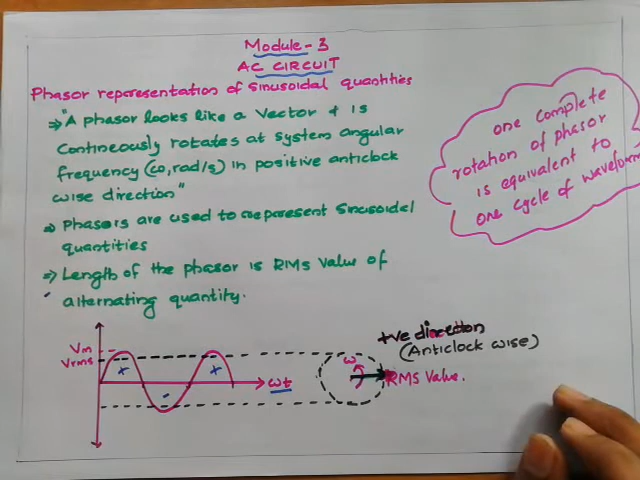 Module - 3
AC CIRCUIT
Phasor representation of Sinusoidal quantities
⇒ "A phasor looks like a Vector & is
contineously rotates at system angular
frequency (ω, rad/s) in positive anticlock
wise direction"
⇒ Phasors are used to represent Sinusoidal
quantities
⇒ Length of the phasor is RMS Value of
alternating quantity.
one complete
rotation of phasor
is equivalent to
one cycle of waveform
+ve direction
(Anticlock wise)
Vm
Vrms
+
+
-
ωt
ω
RMS Value.